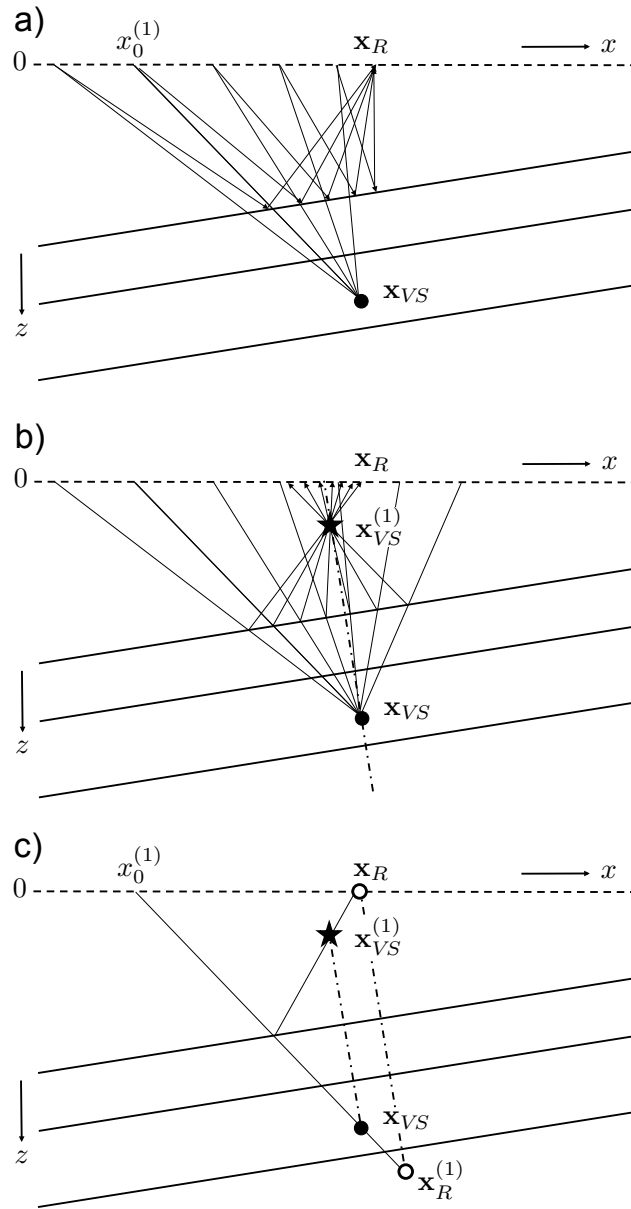 a)
x_0^{(1)} x_R
0 x
x_{VS}
z
b)
x_R
0 x
x_{VS}^{(1)}
x_{VS}
z
c)
x_0^{(1)} x_R
0 x
x_{VS}^{(1)}
x_{VS}
z
x_R^{(1)}